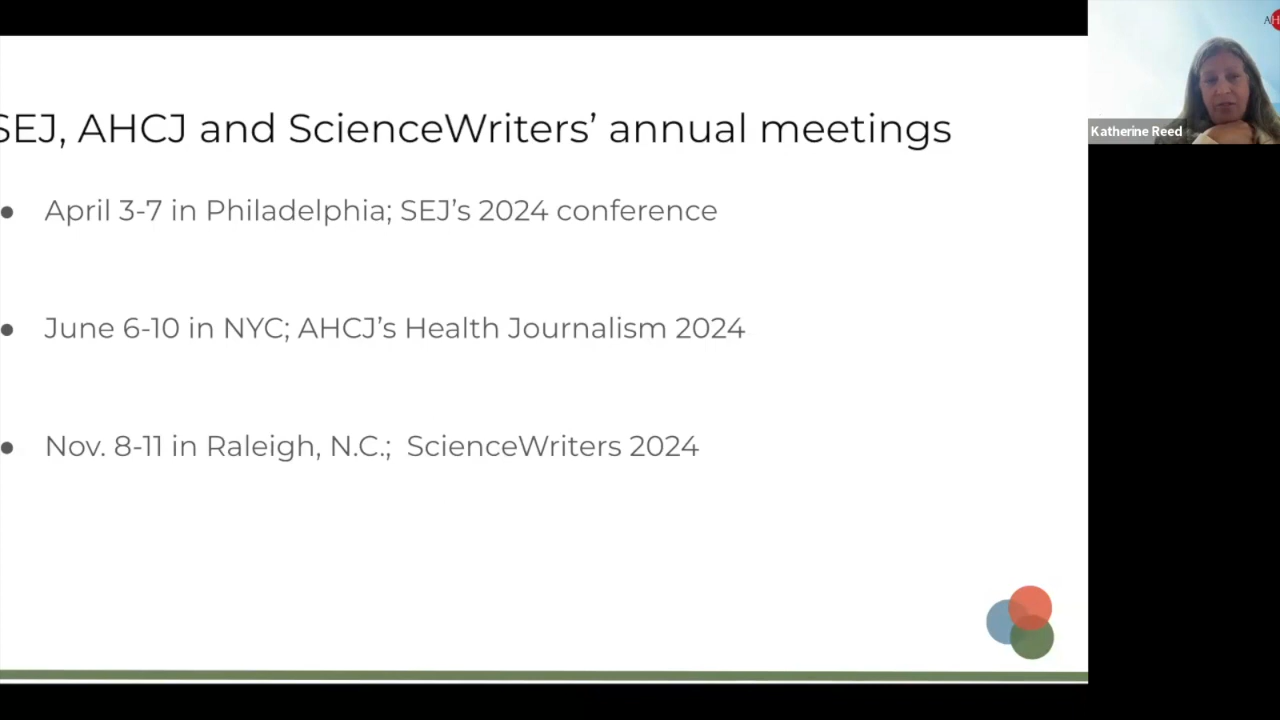 SEJ, AHCJ and ScienceWriters’ annual meetings
● April 3-7 in Philadelphia; SEJ’s 2024 conference
● June 6-10 in NYC; AHCJ’s Health Journalism 2024
● Nov. 8-11 in Raleigh, N.C.; ScienceWriters 2024
Katherine Reed